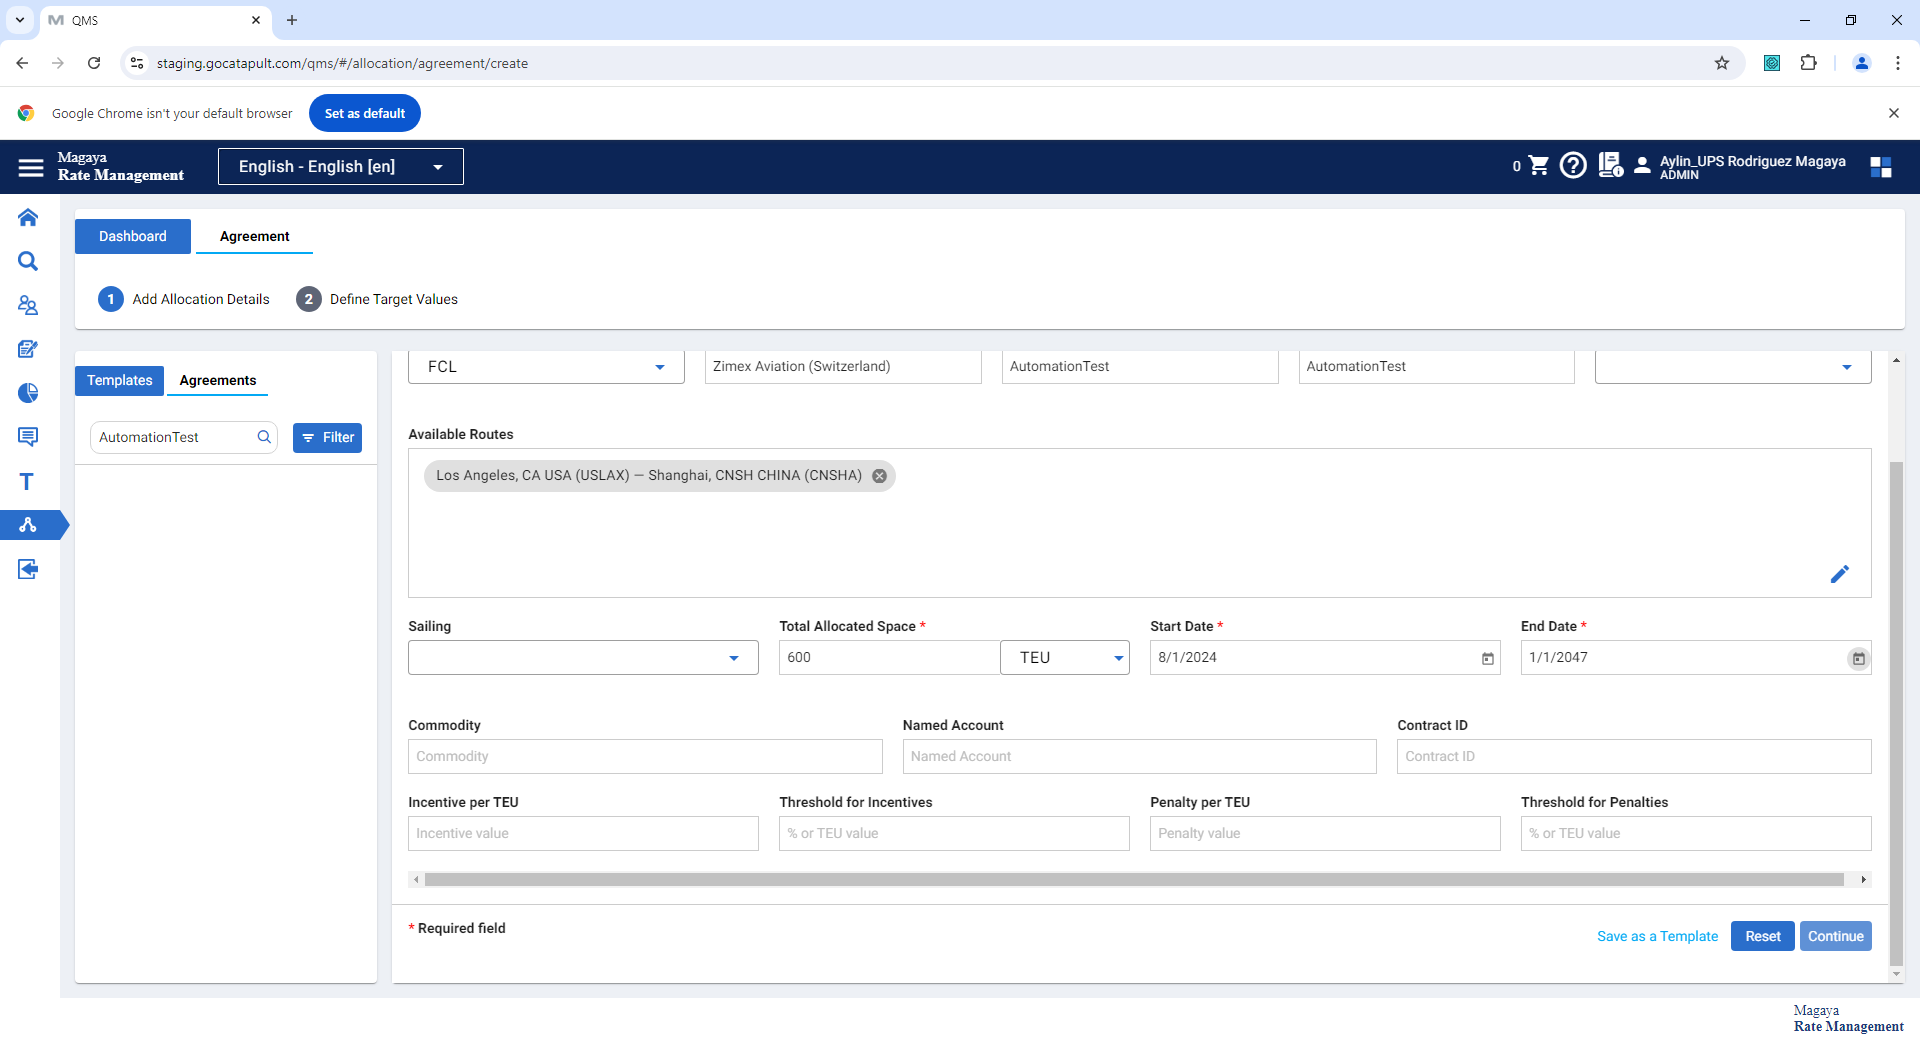 QMS
staging.gocatapult.com/qms/#/allocation/agreement/create
Google Chrome isn't your default browser
Set as default
Magaya
Rate Management
English - English [en]
0
Aylin_UPS Rodriguez Magaya
ADMIN
Dashboard
Agreement
1 Add Allocation Details
2 Define Target Values
Templates
Agreements
AutomationTest
Filter
FCL
Zimex Aviation (Switzerland)
AutomationTest
AutomationTest
Available Routes
Los Angeles, CA USA (USLAX) — Shanghai, CNSH CHINA (CNSHA)
Sailing
Total Allocated Space *
Start Date *
End Date *
600
TEU
8/1/2024
1/1/2047
Commodity
Named Account
Contract ID
Commodity
Named Account
Contract ID
Incentive per TEU
Threshold for Incentives
Penalty per TEU
Threshold for Penalties
Incentive value
% or TEU value
Penalty value
% or TEU value
* Required field
Save as a Template
Reset
Continue
Magaya
Rate Management